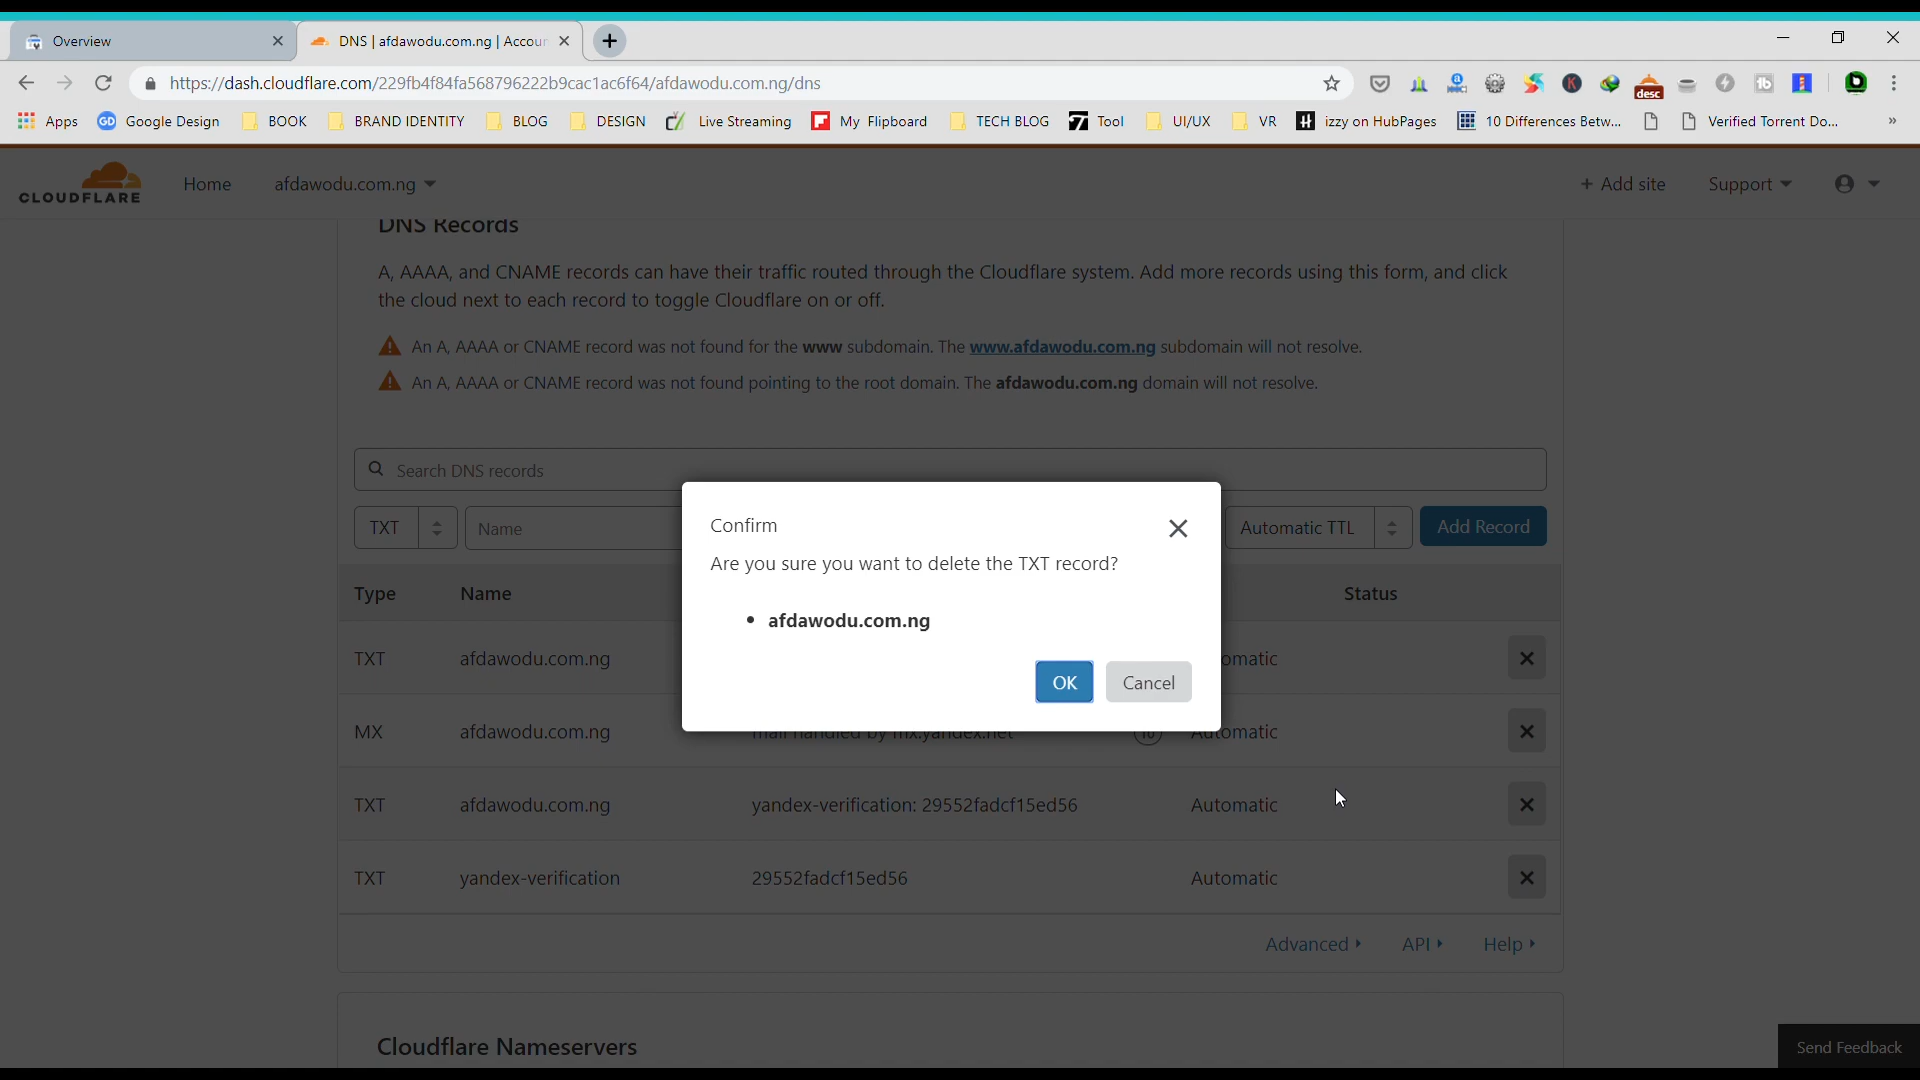 Overview
DNS | afdawodu.com.ng | Accour
https://dash.cloudflare.com/229fb4f84fa568796222b9cac1ac6f64/afdawodu.com.ng/dns
desc
Apps
Google Design
BOOK
BRAND IDENTITY
BLOG
DESIGN
Live Streaming
My Flipboard
TECH BLOG
Tool
UI/UX
VR
izzy on HubPages
10 Differences Betw...
Verified Torrent Do...
CLOUDFLARE
Home
afdawodu.com.ng
+ Add site
Support
DNS Records
A, AAAA, and CNAME records can have their traffic routed through the Cloudflare system. Add more records using this form, and click
the cloud next to each record to toggle Cloudflare on or off.
An A, AAAA or CNAME record was not found for the www subdomain. The www.afdawodu.com.ng subdomain will not resolve.
An A, AAAA or CNAME record was not found pointing to the root domain. The afdawodu.com.ng domain will not resolve.
Search DNS records
TXT
Name
Automatic TTL
Add Record
Confirm
Are you sure you want to delete the TXT record?
• afdawodu.com.ng
OK
Cancel
Type Name Status
TXT afdawodu.com.ng omatic
MX afdawodu.com.ng mail handled by mx.yandex.net 10 Automatic
TXT afdawodu.com.ng yandex-verification: 29552fadcf15ed56 Automatic
TXT yandex-verification 29552fadcf15ed56 Automatic
Advanced
API
Help
Cloudflare Nameservers
Send Feedback